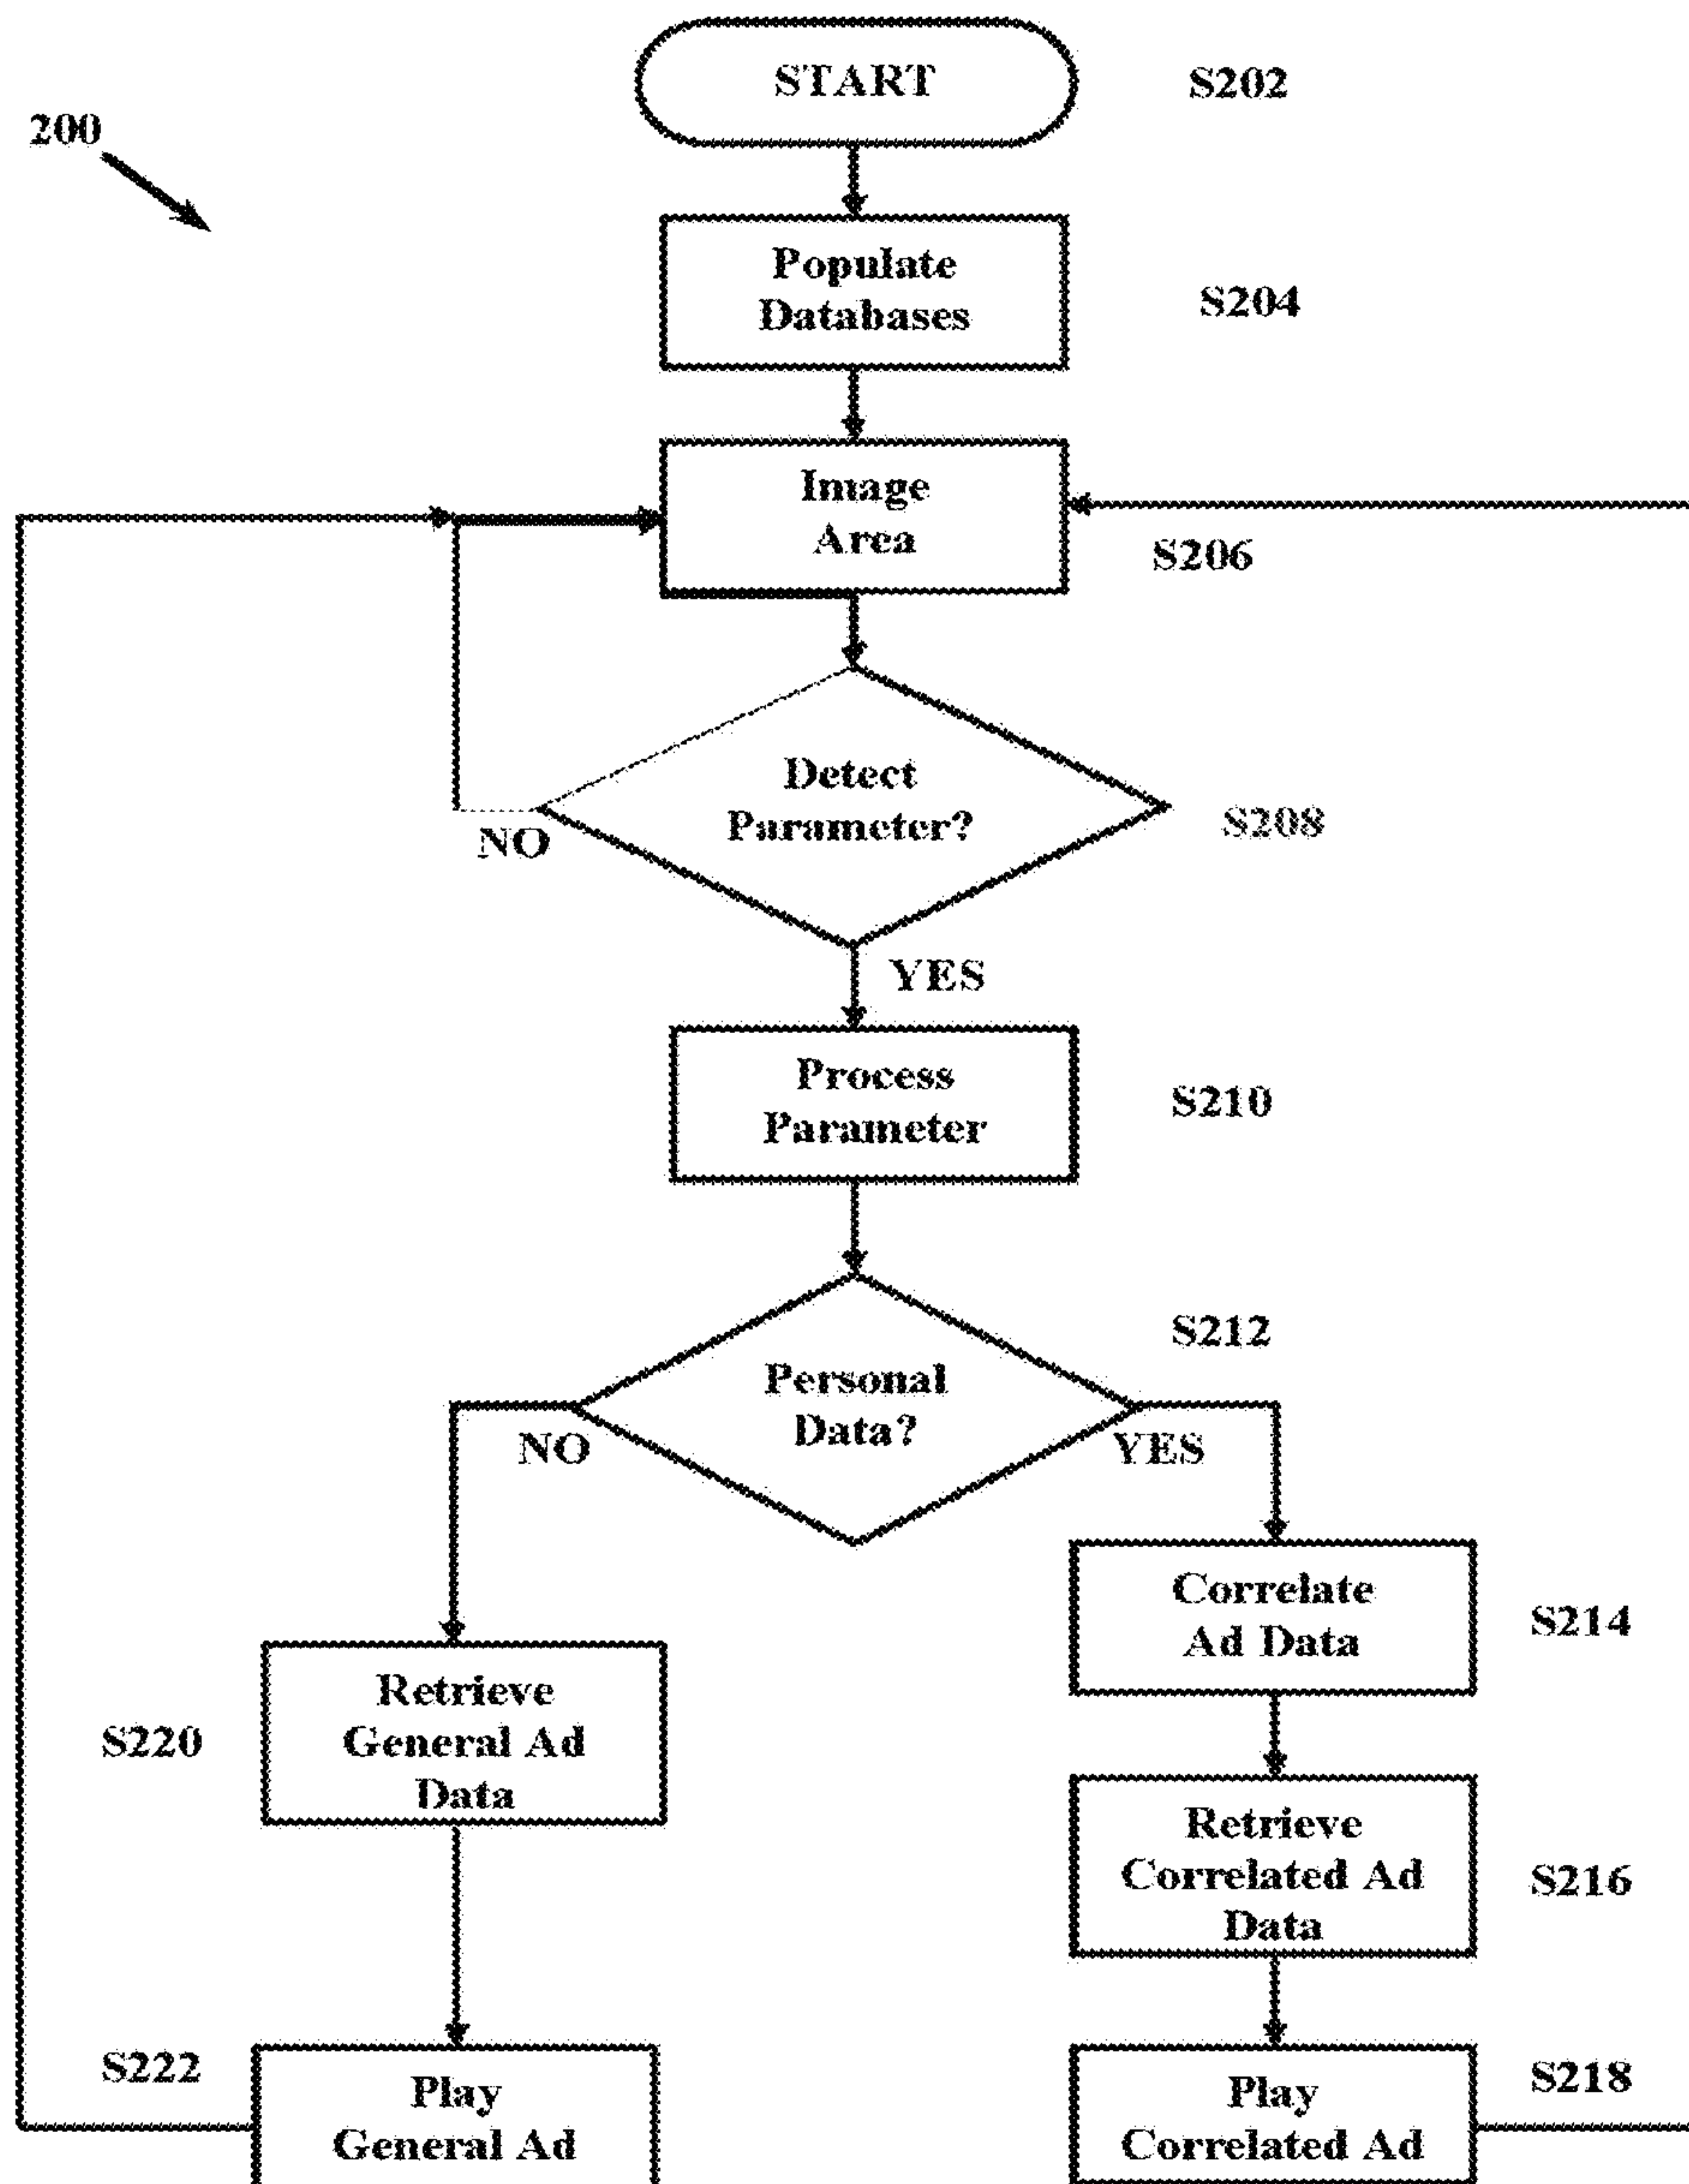 START
S202
200
Populate
Databases
S204
Image
Area
S206
Detect
Parameter?
S208
NO
YES
Process
Parameter
S210
S212
Personal
Data?
NO
YES
Correlate
Ad Data
S214
Retrieve
General Ad
Data
S220
Retrieve
Correlated Ad
Data
S216
S222
Play
General Ad
Play
Correlated Ad
S218